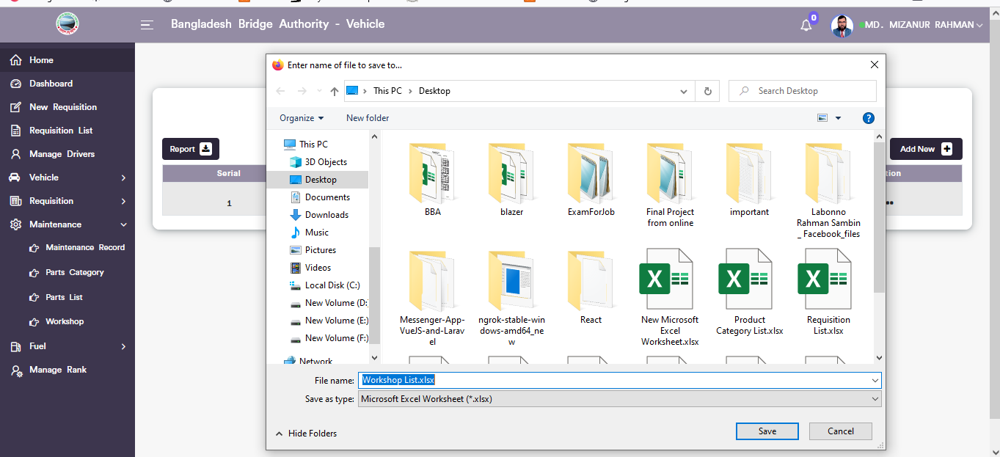 Bangladesh Bridge Authority - Vehicle
0
MD. MIZANUR RAHMAN
Home
Dashboard
New Requisition
Requisition List
Manage Drivers
Vehicle
Requisition
Maintenance
Maintenance Record
Parts Category
Parts List
Workshop
Fuel
Manage Rank
Report
Serial
1
Add New
tion
Enter name of file to save to...
This PC
Desktop
Search Desktop
Organize
New folder
This PC
3D Objects
Desktop
Documents
Downloads
Music
Pictures
Videos
Local Disk (C:)
New Volume (D:
New Volume (E:)
New Volume (F:)
Network
BBA
blazer
ExamForJob
Final Project
from online
important
Labonno
Rahman Sambin
_ Facebook_files
Messenger-App-
VueJS-and-Larav
el
ngrok-stable-win
dows-amd64_ne
w
React
New Microsoft
Excel
Worksheet.xlsx
Product
Category List.xlsx
Requisition
List.xlsx
File name: Workshop List.xlsx
Save as type: Microsoft Excel Worksheet (*.xlsx)
Hide Folders
Save
Cancel